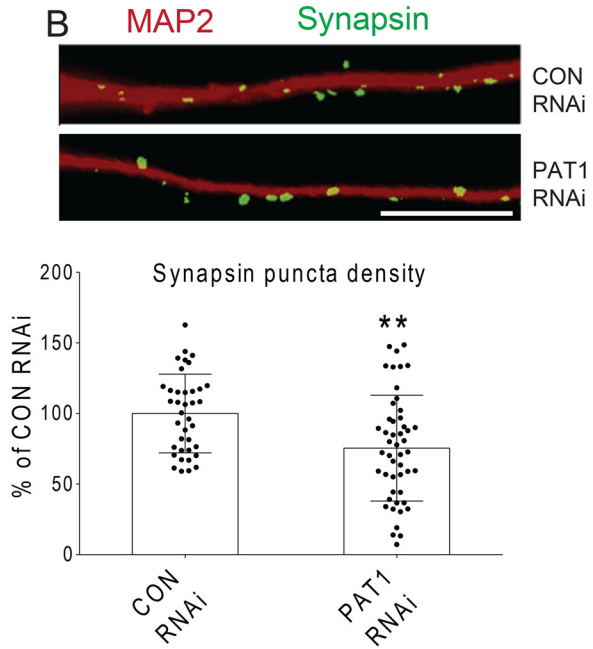 B
MAP2 Synapsin
CON
RNAi
PAT1
RNAi
Synapsin puncta density
**
% of CON RNAi
200
150
100
50
0
CON
RNAi
PAT1
RNAi